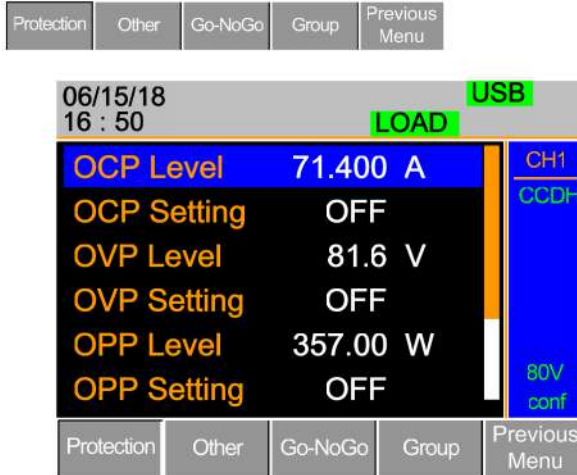 Protection Other Go-NoGo Group Previous Menu
06/15/18 USB
16 : 50 LOAD
OCP Level 71.400 A CH1
OCP Setting OFF CCDH
OVP Level 81.6 V
OVP Setting OFF
OPP Level 357.00 W
80V
OPP Setting OFF conf
Protection Other Go-NoGo Group Previous Menu